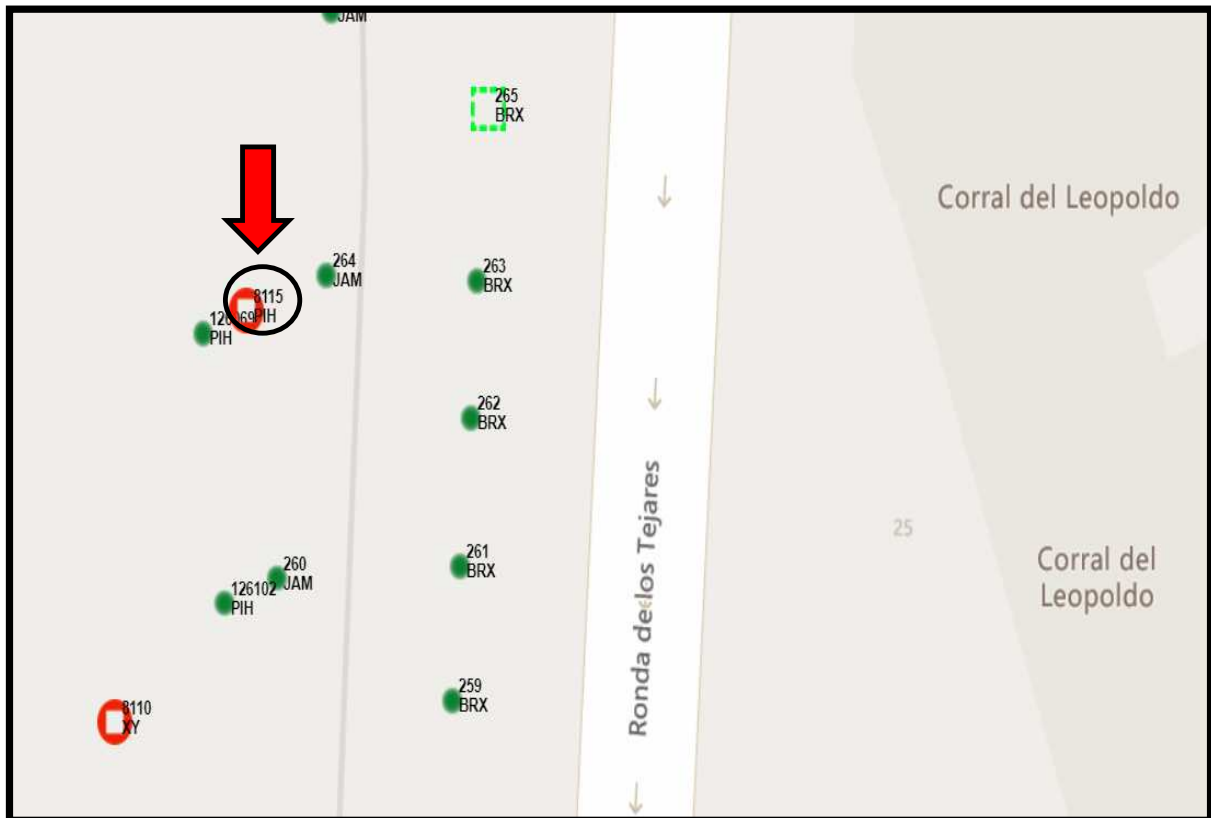 JAM
265
BRX
Corral del Leopoldo
264
JAM
263
BRX
8115
PIH
126069
PIH
262
BRX
Ronda de los Tejares
25
261
BRX
Corral del
Leopoldo
260
JAM
126102
PIH
259
BRX
8110
XY